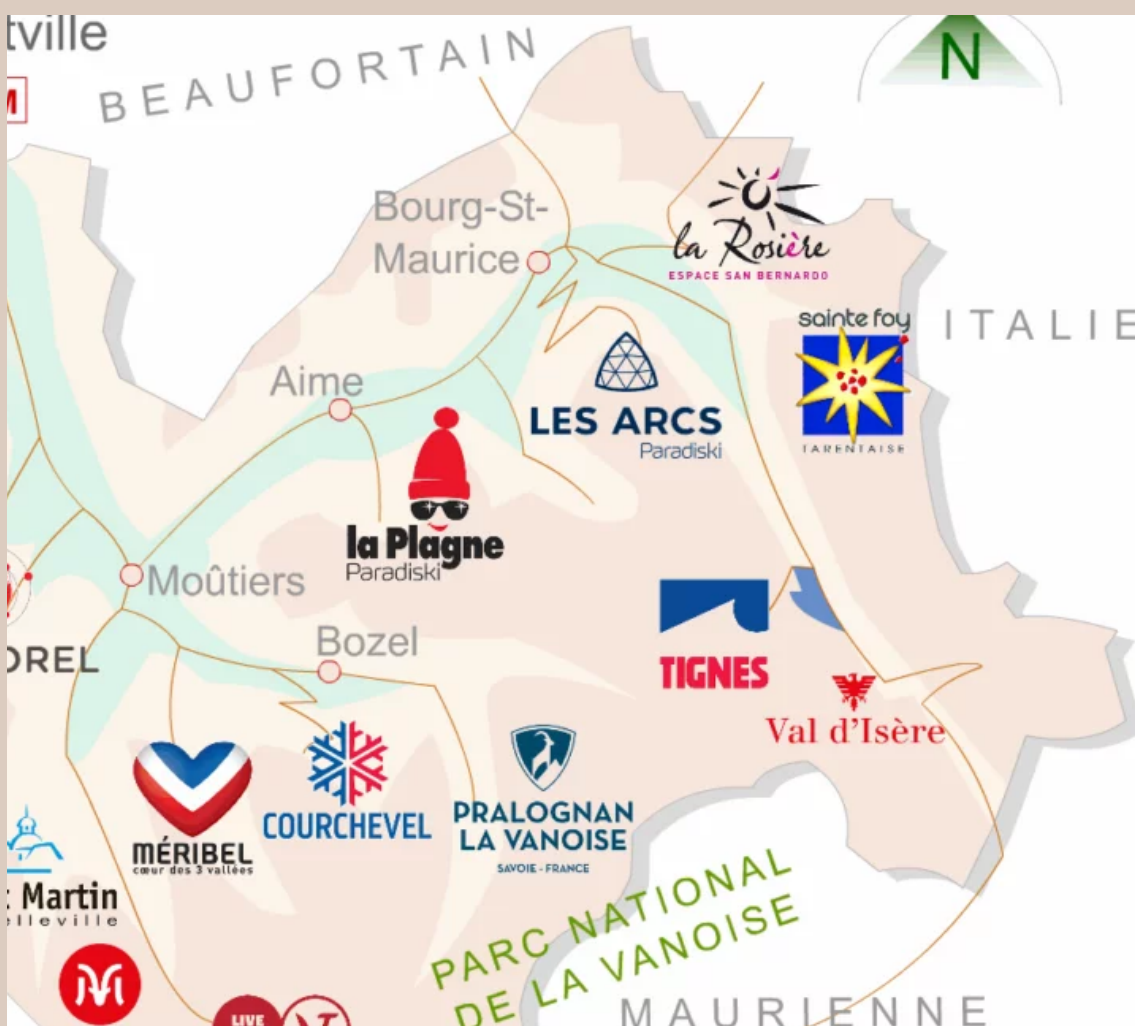 tville
BEAUFORTAIN
N
Bourg-St-
Maurice
la Rosière
ESPACE SAN BERNARDO
sainte foy
TARENTAISE
ITALIE
Aime
LES ARCS
Paradiski
la Plagne
Paradiski
Moûtiers
OREL
Bozel
TIGNES
Val d'Isère
MÉRIBEL
cœur des 3 vallées
COURCHEVEL
PRALOGNAN
LA VANOISE
SAVOIE - FRANCE
Martin
elleville
PARC NATIONAL
DE LA VANOISE
MAURIENNE
LIVE